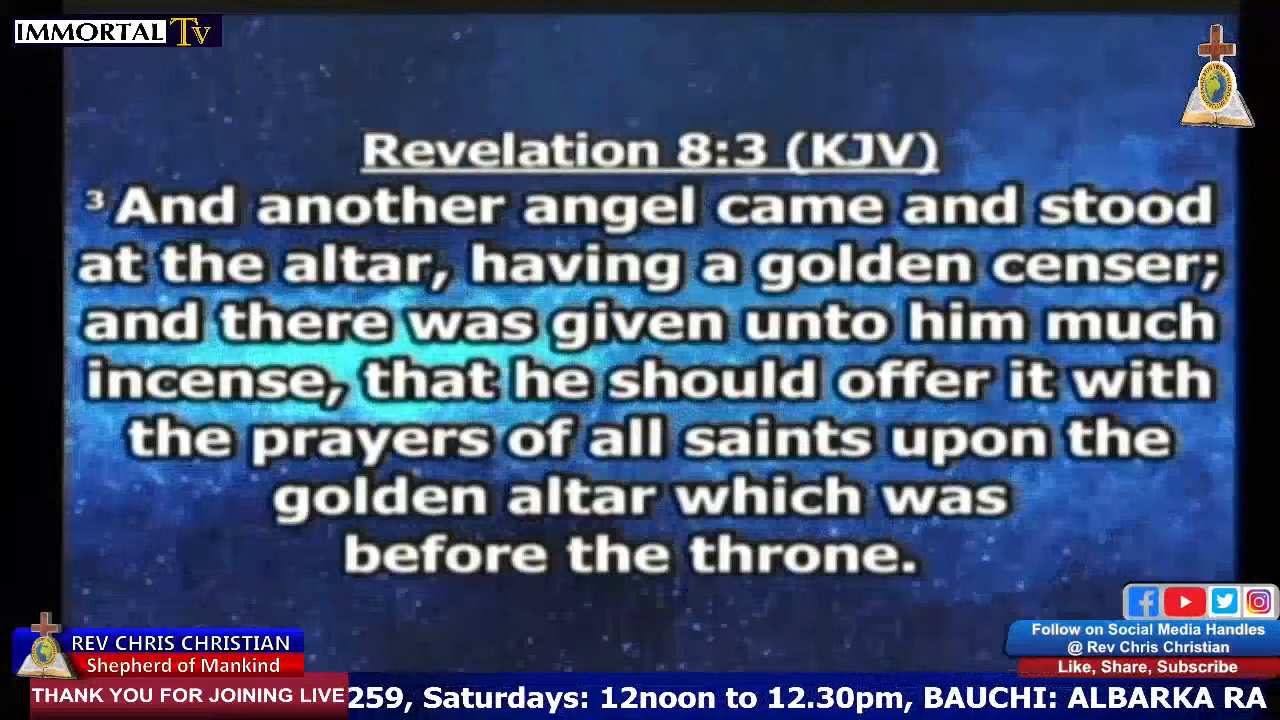 IMMORTAL Tv
Revelation 8:3 (KJV)
3 And another angel came and stood
at the altar, having a golden censer;
and there was given unto him much
incense, that he should offer it with
the prayers of all saints upon the
golden altar which was
before the throne.
REV CHRIS CHRISTIAN
Shepherd of Mankind
Follow on Social Media Handles
@ Rev Chris Christian
Like, Share, Subscribe
THANK YOU FOR JOINING LIVE
259, Saturdays: 12noon to 12.30pm, BAUCHI: ALBARKA RA